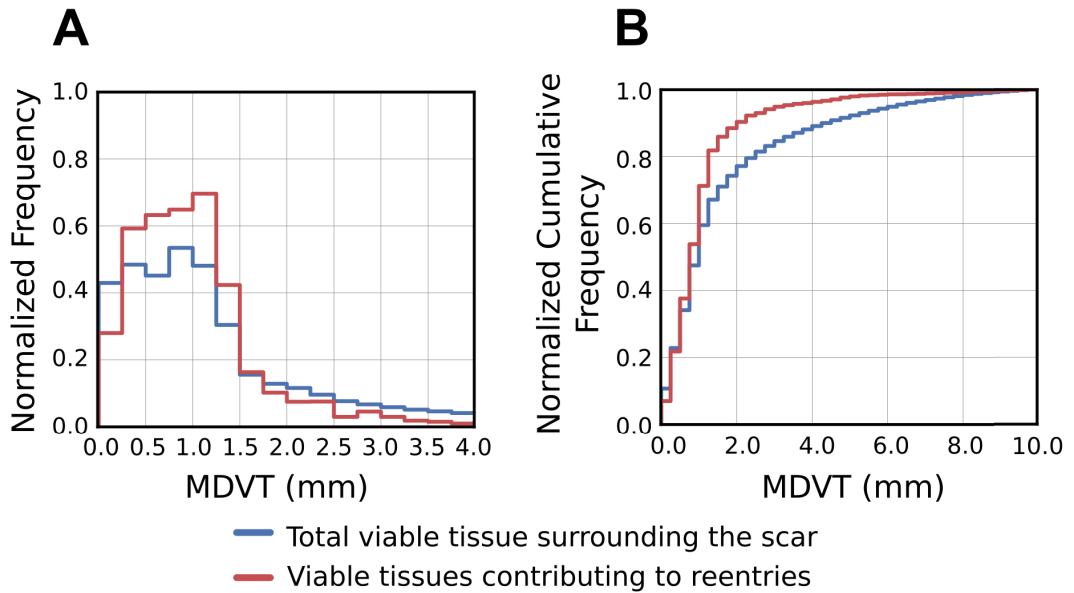 A
B
Normalized Frequency
1.0
0.8
0.6
0.4
0.2
0.0
0.0 0.5 1.0 1.5 2.0 2.5 3.0 3.5 4.0
MDVT (mm)
Normalized Cumulative
Frequency
1.0
0.8
0.6
0.4
0.2
0.0
0.0 2.0 4.0 6.0 8.0 10.0
MDVT (mm)
Total viable tissue surrounding the scar
Viable tissues contributing to reentries